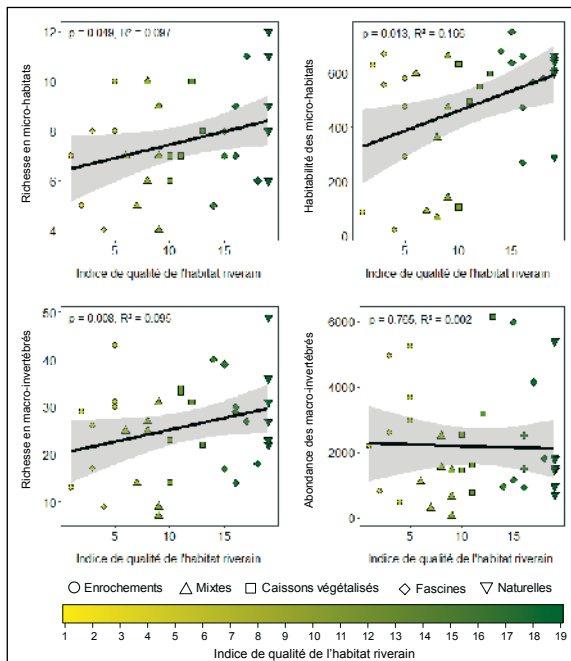 p = 0.049, R² = 0.097
Richesse en micro-habitats
12
10
8
6
4
5 10 15
Indice de qualité de l'habitat riverain
p = 0.013, R² = 0.106
Habitabilité des micro-habitats
600
400
200
0
5 10 15
Indice de qualité de l'habitat riverain
p = 0.008, R² = 0.095
Richesse en macro-invertébrés
50
40
30
20
10
5 10 15
Indice de qualité de l'habitat riverain
p = 0.765, R² = 0.002
Abondance des macro-invertébrés
6000
4000
2000
0
5 10 15
Indice de qualité de l'habitat riverain
Enrochements Mixtes Caissons végétalisés Fascines Naturelles
1 2 3 4 5 6 7 8 9 10 11 12 13 14 15 16 17 18 19
Indice de qualité de l'habitat riverain